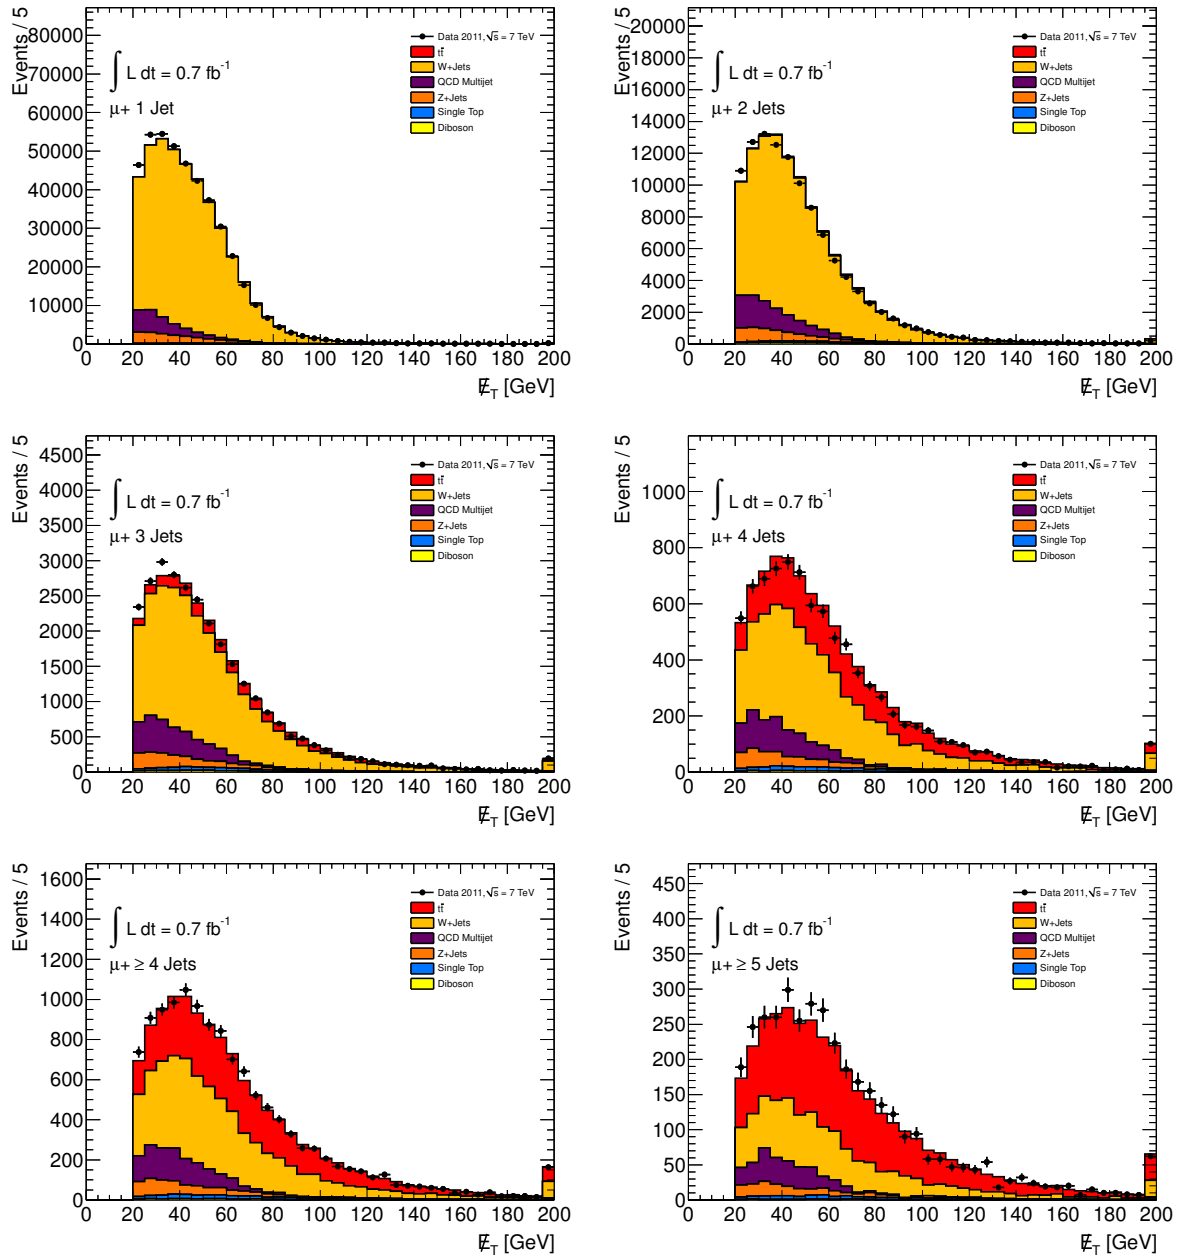 Events / 5
80000
70000
60000
50000
40000
30000
20000
10000
0
∫ L dt = 0.7 fb⁻¹
μ+ 1 Jet
Data 2011, √s = 7 TeV
tt̄
W+Jets
QCD Multijet
Z+Jets
Single Top
Diboson
0 20 40 60 80 100 120 140 160 180 200
E̸_T [GeV]
Events / 5
20000
18000
16000
14000
12000
10000
8000
6000
4000
2000
0
∫ L dt = 0.7 fb⁻¹
μ+ 2 Jets
Data 2011, √s = 7 TeV
tt̄
W+Jets
QCD Multijet
Z+Jets
Single Top
Diboson
0 20 40 60 80 100 120 140 160 180 200
E̸_T [GeV]
Events / 5
4500
4000
3500
3000
2500
2000
1500
1000
500
0
∫ L dt = 0.7 fb⁻¹
μ+ 3 Jets
Data 2011, √s = 7 TeV
tt̄
W+Jets
QCD Multijet
Z+Jets
Single Top
Diboson
0 20 40 60 80 100 120 140 160 180 200
E̸_T [GeV]
Events / 5
1000
800
600
400
200
0
∫ L dt = 0.7 fb⁻¹
μ+ 4 Jets
Data 2011, √s = 7 TeV
tt̄
W+Jets
QCD Multijet
Z+Jets
Single Top
Diboson
0 20 40 60 80 100 120 140 160 180 200
E̸_T [GeV]
Events / 5
1600
1400
1200
1000
800
600
400
200
0
∫ L dt = 0.7 fb⁻¹
μ+ ≥ 4 Jets
Data 2011, √s = 7 TeV
tt̄
W+Jets
QCD Multijet
Z+Jets
Single Top
Diboson
0 20 40 60 80 100 120 140 160 180 200
E̸_T [GeV]
Events / 5
450
400
350
300
250
200
150
100
50
0
∫ L dt = 0.7 fb⁻¹
μ+ ≥ 5 Jets
Data 2011, √s = 7 TeV
tt̄
W+Jets
QCD Multijet
Z+Jets
Single Top
Diboson
0 20 40 60 80 100 120 140 160 180 200
E̸_T [GeV]